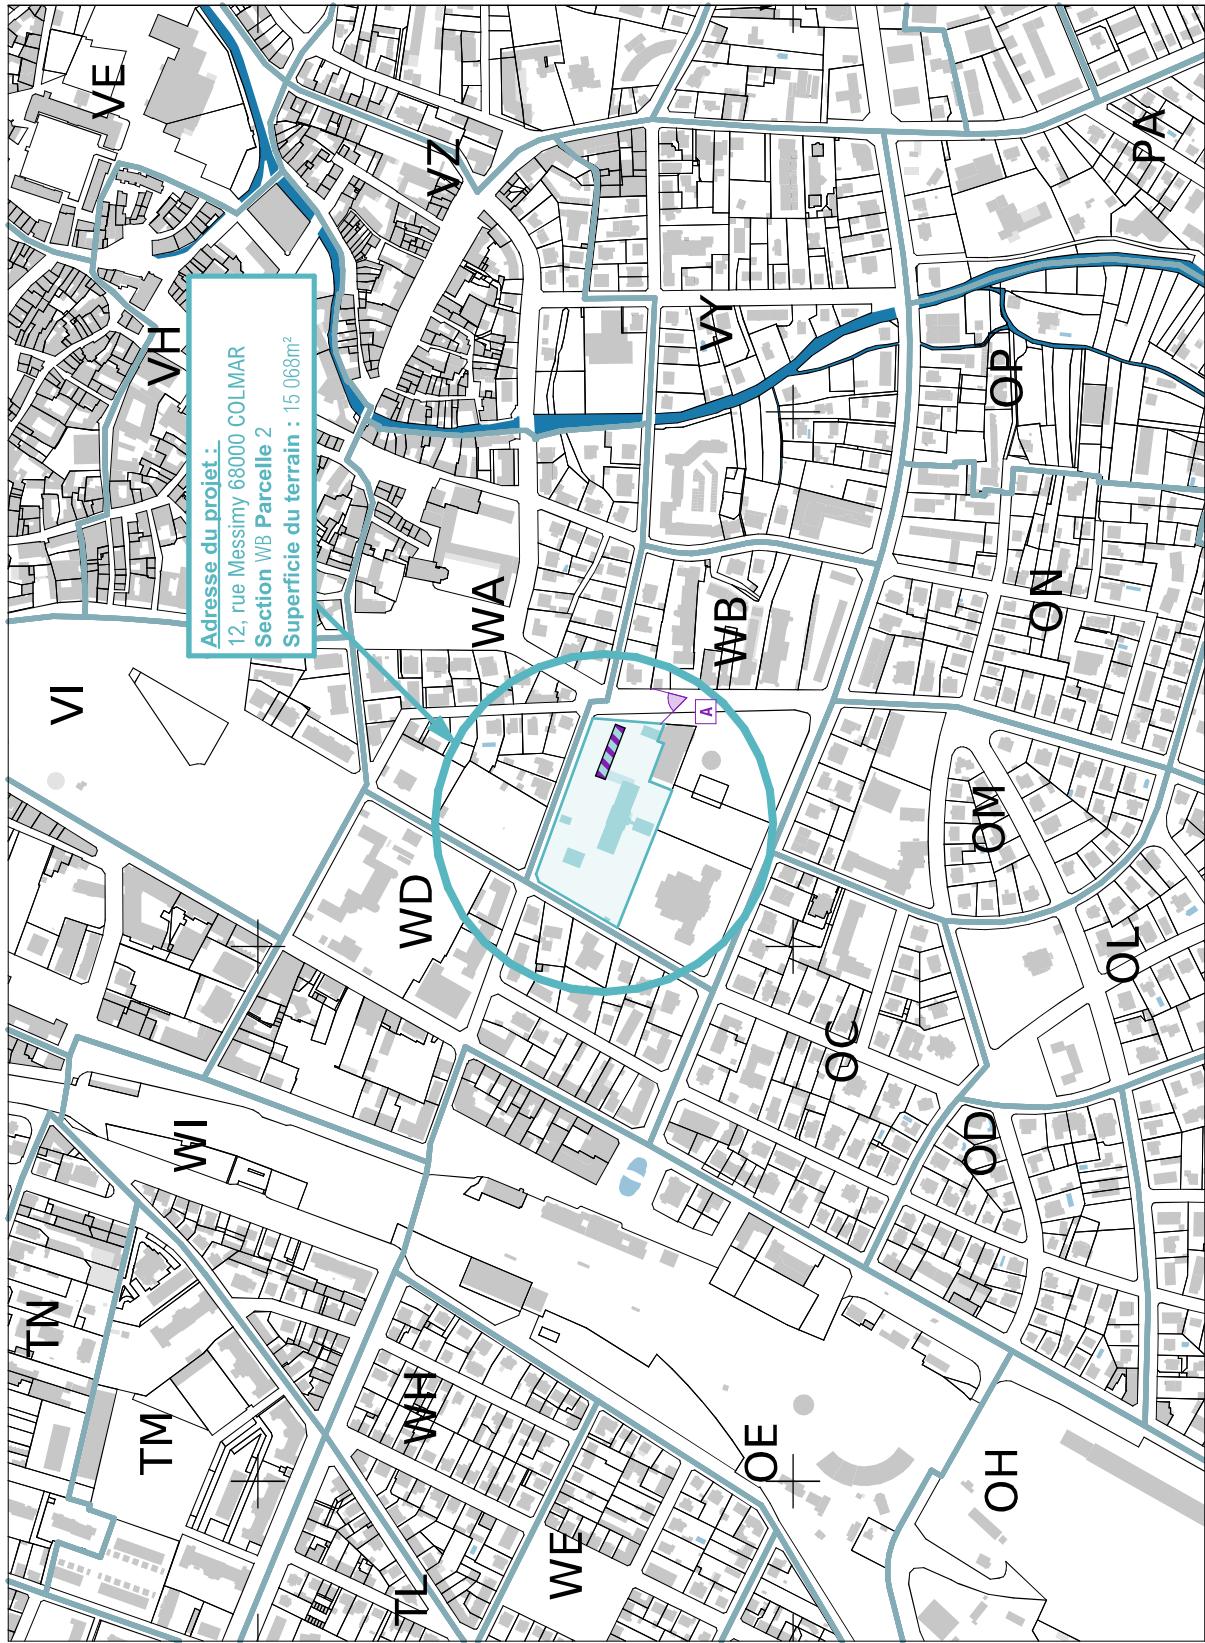 Adresse du projet :
12, rue Messimy 68000 COLMAR
Section WB Parcelle 2
Superficie du terrain : 15 068m²
VE
VZ
VH
VI
PA
VY
OP
WA
WB
ON
WD
OM
OL
OC
OD
WI
TN
TM
WH
WE
TL
OE
OH
A